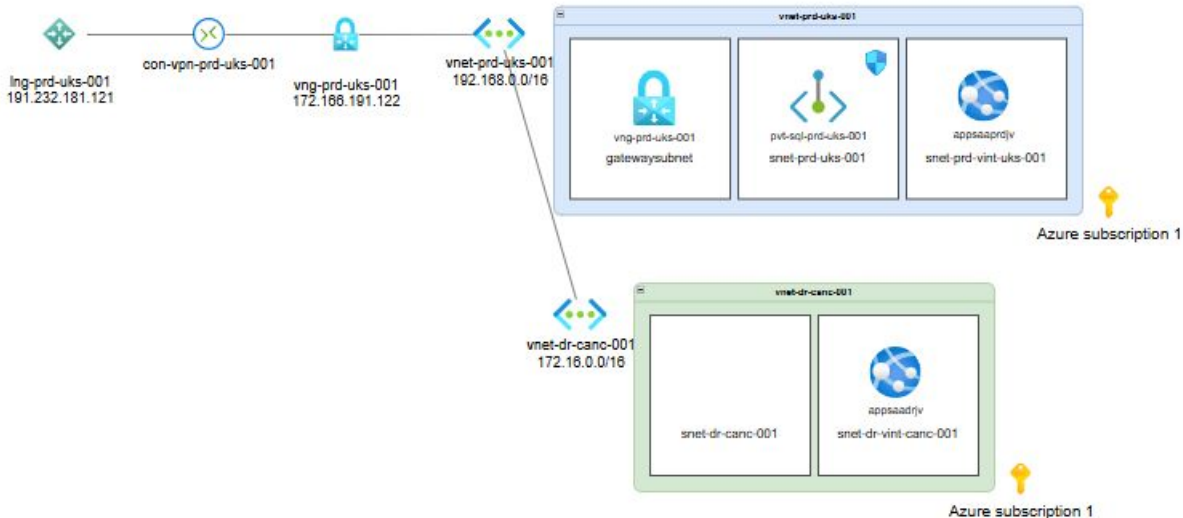 vnet-prd-uks-001
lng-prd-uks-001
191.232.181.121
con-vpn-prd-uks-001
vng-prd-uks-001
172.166.191.122
vnet-prd-uks-001
192.168.0.0/16
vng-prd-uks-001
gatewaysubnet
pvt-sql-prd-uks-001
snet-prd-uks-001
appsaaprdjv
snet-prd-vint-uks-001
Azure subscription 1
vnet-dr-canc-001
vnet-dr-canc-001
172.16.0.0/16
snet-dr-canc-001
appsaadrjv
snet-dr-vint-canc-001
Azure subscription 1